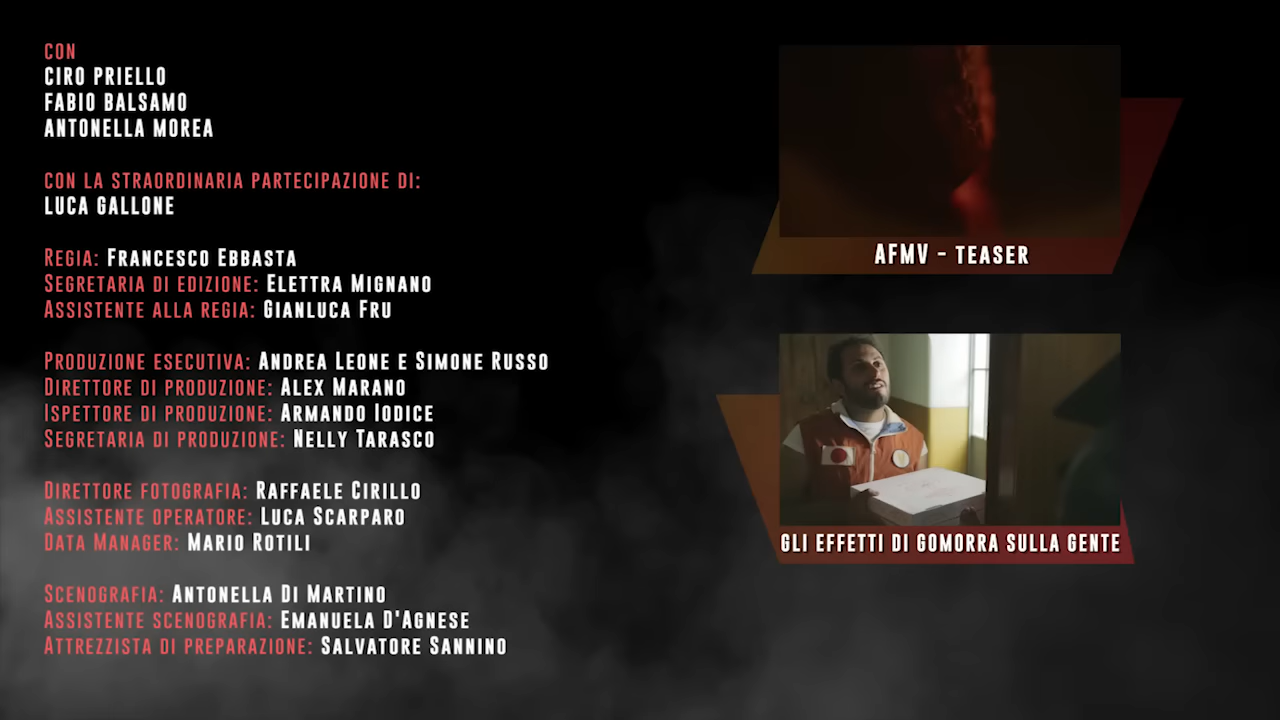 CON
CIRO PRIELLO
FABIO BALSAMO
ANTONELLA MOREA
CON LA STRAORDINARIA PARTECIPAZIONE DI:
LUCA GALLONE
REGIA: FRANCESCO EBBASTA
SEGRETARIA DI EDIZIONE: ELETTRA MIGNANO
ASSISTENTE ALLA REGIA: GIANLUCA FRU
PRODUZIONE ESECUTIVA: ANDREA LEONE E SIMONE RUSSO
DIRETTORE DI PRODUZIONE: ALEX MARANO
ISPETTORE DI PRODUZIONE: ARMANDO IODICE
SEGRETARIA DI PRODUZIONE: NELLY TARASCO
DIRETTORE FOTOGRAFIA: RAFFAELE CIRILLO
ASSISTENTE OPERATORE: LUCA SCARPARO
DATA MANAGER: MARIO ROTILI
SCENOGRAFIA: ANTONELLA DI MARTINO
ASSISTENTE SCENOGRAFIA: EMANUELA D'AGNESE
ATTREZZISTA DI PREPARAZIONE: SALVATORE SANNINO
AFMV - TEASER
GLI EFFETTI DI GOMORRA SULLA GENTE